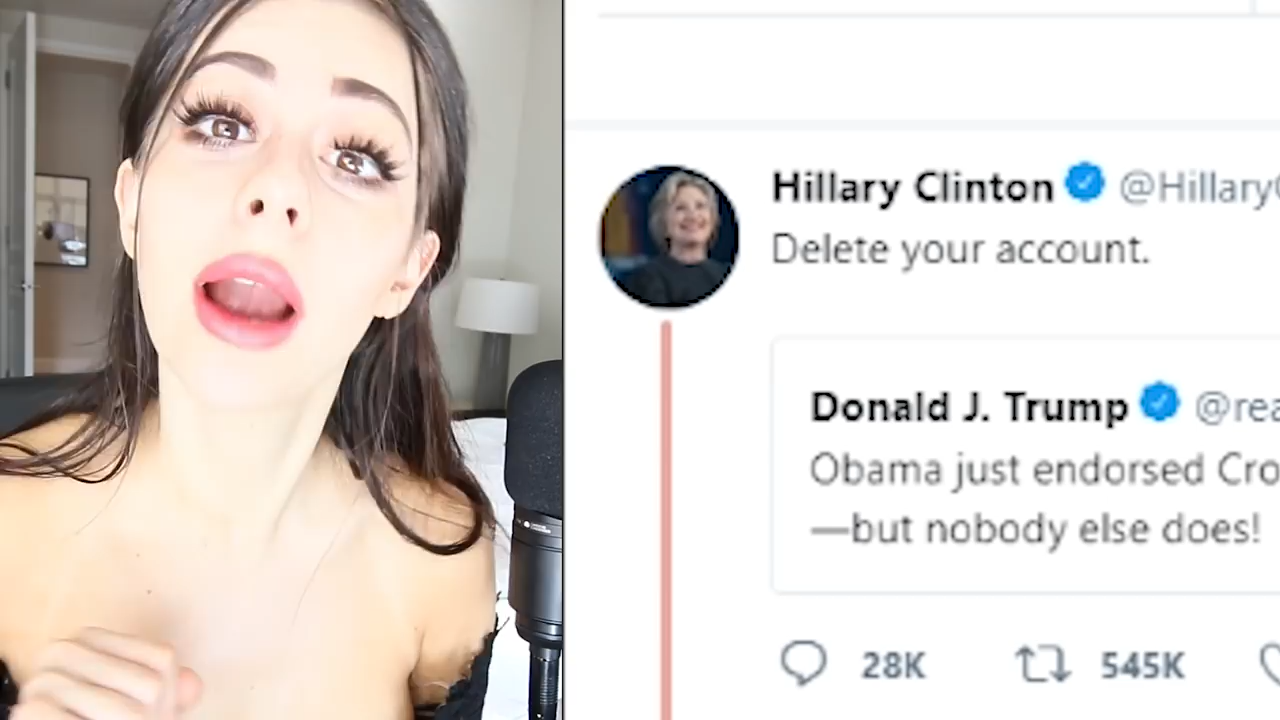 Hillary Clinton @Hillary
Delete your account.
Donald J. Trump @rea
Obama just endorsed Cro
—but nobody else does!
28K 545K